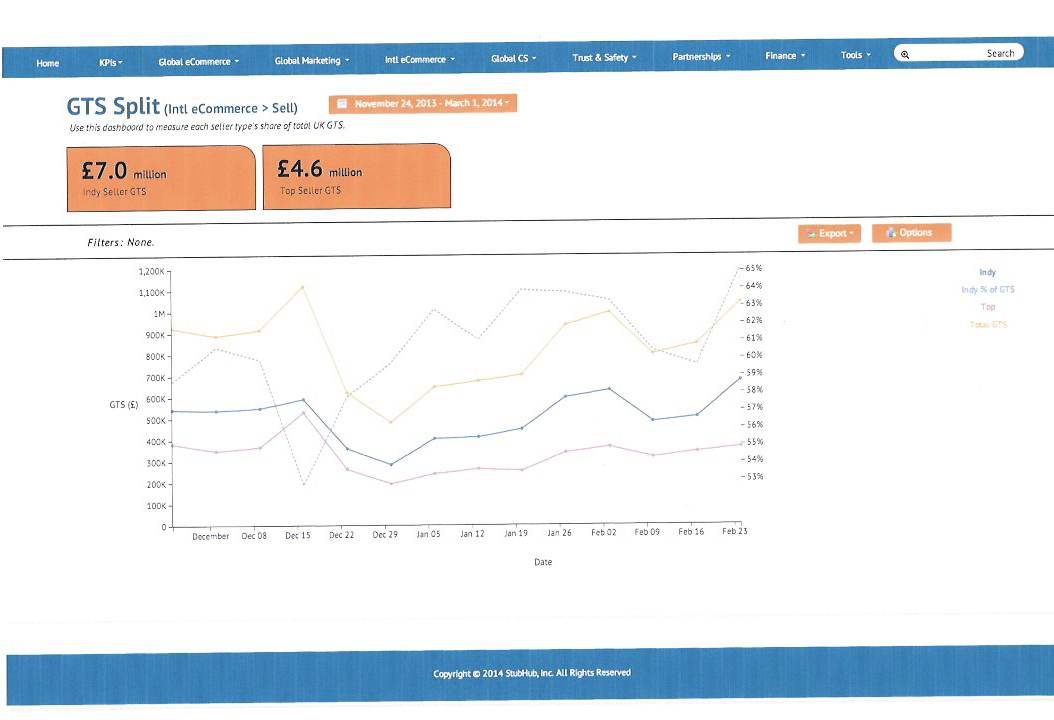 Home KPIs Global eCommerce Global Marketing Intl eCommerce Global CS Trust & Safety Partnerships Finance Tools Search
GTS Split (Intl eCommerce > Sell) November 24, 2013 - March 1, 2014
Use this dashboard to measure each seller type's share of total UK GTS.
£7.0 million
Indy Seller GTS
£4.6 million
Top Seller GTS
Filters: None.
Export
Options
1,200K
1,100K
1M
900K
800K
700K
600K
500K
400K
300K
200K
100K
0
GTS (£)
65%
64%
63%
62%
61%
60%
59%
58%
57%
56%
55%
54%
53%
Indy
Indy % of GTS
Top
Total GTS
December Dec 08 Dec 15 Dec 22 Dec 29 Jan 05 Jan 12 Jan 19 Jan 26 Feb 02 Feb 09 Feb 16 Feb 23
Date
Copyright © 2014 StubHub, Inc. All Rights Reserved